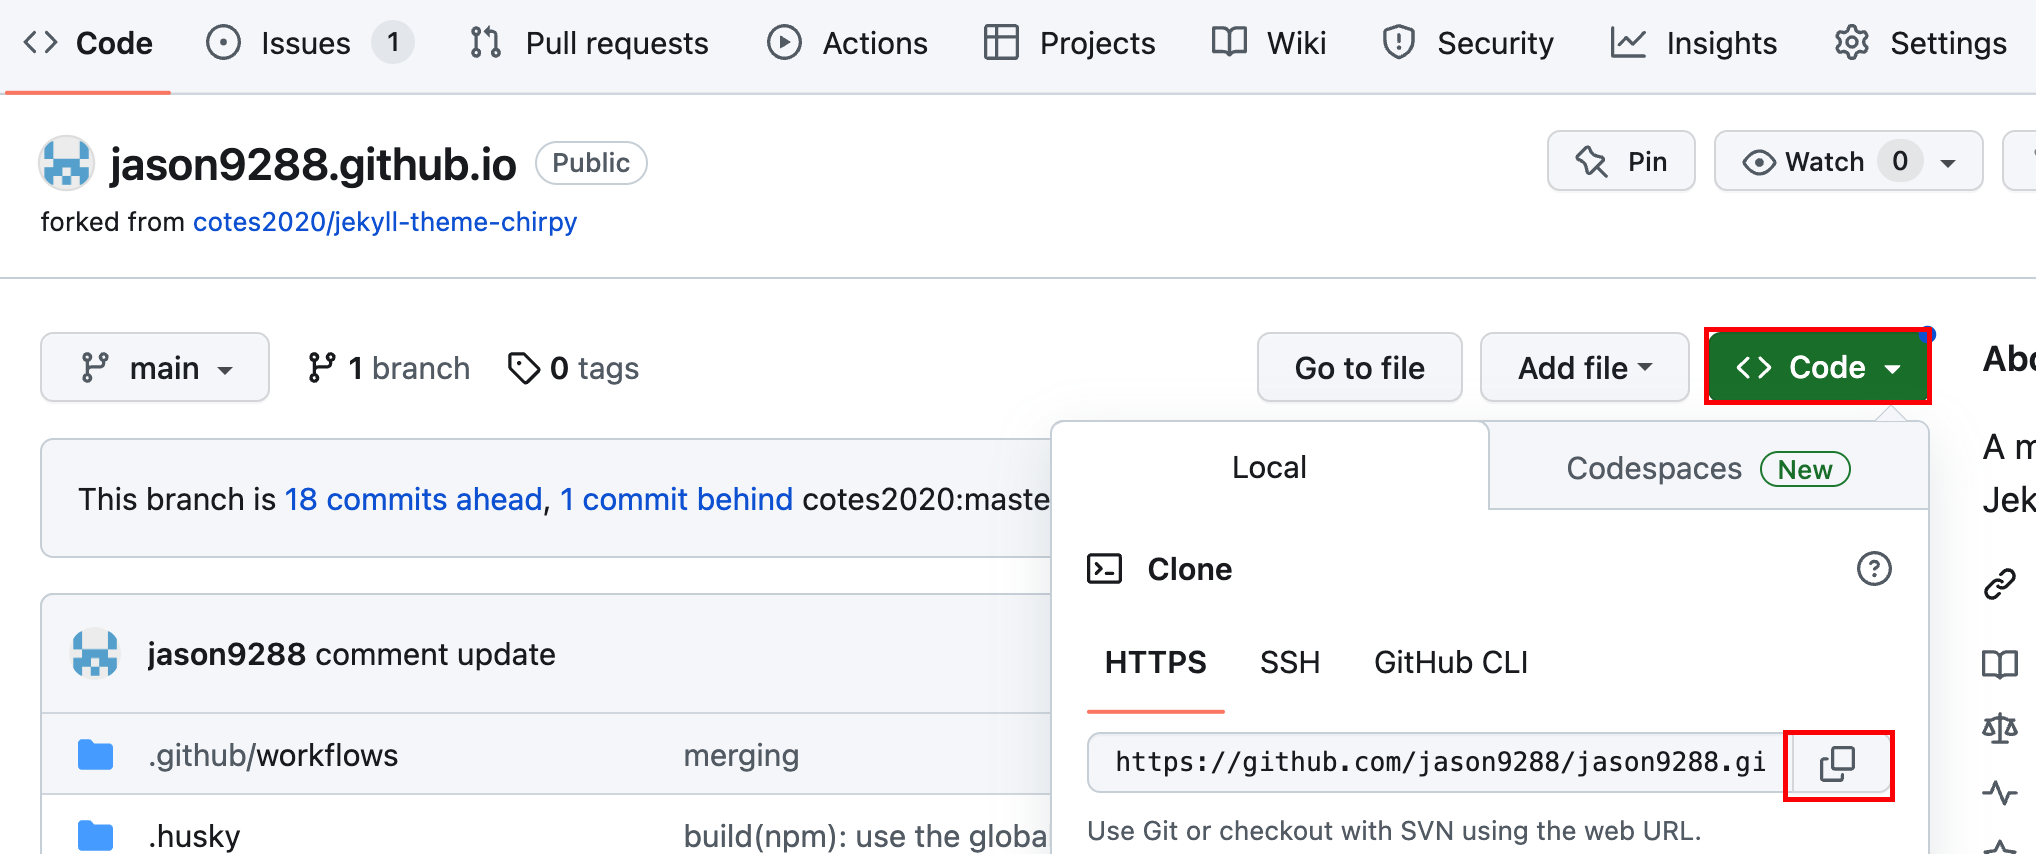 Code Issues 1 Pull requests Actions Projects Wiki Security Insights Settings
jason9288.github.io Public Pin Watch 0
forked from cotes2020/jekyll-theme-chirpy
main 1 branch 0 tags Go to file Add file Code
This branch is 18 commits ahead, 1 commit behind cotes2020:maste
jason9288 comment update
.github/workflows merging
.husky build(npm): use the globa
Local Codespaces New
Clone
HTTPS SSH GitHub CLI
https://github.com/jason9288/jason9288.gi
Use Git or checkout with SVN using the web URL.
Abo
A m
Jek